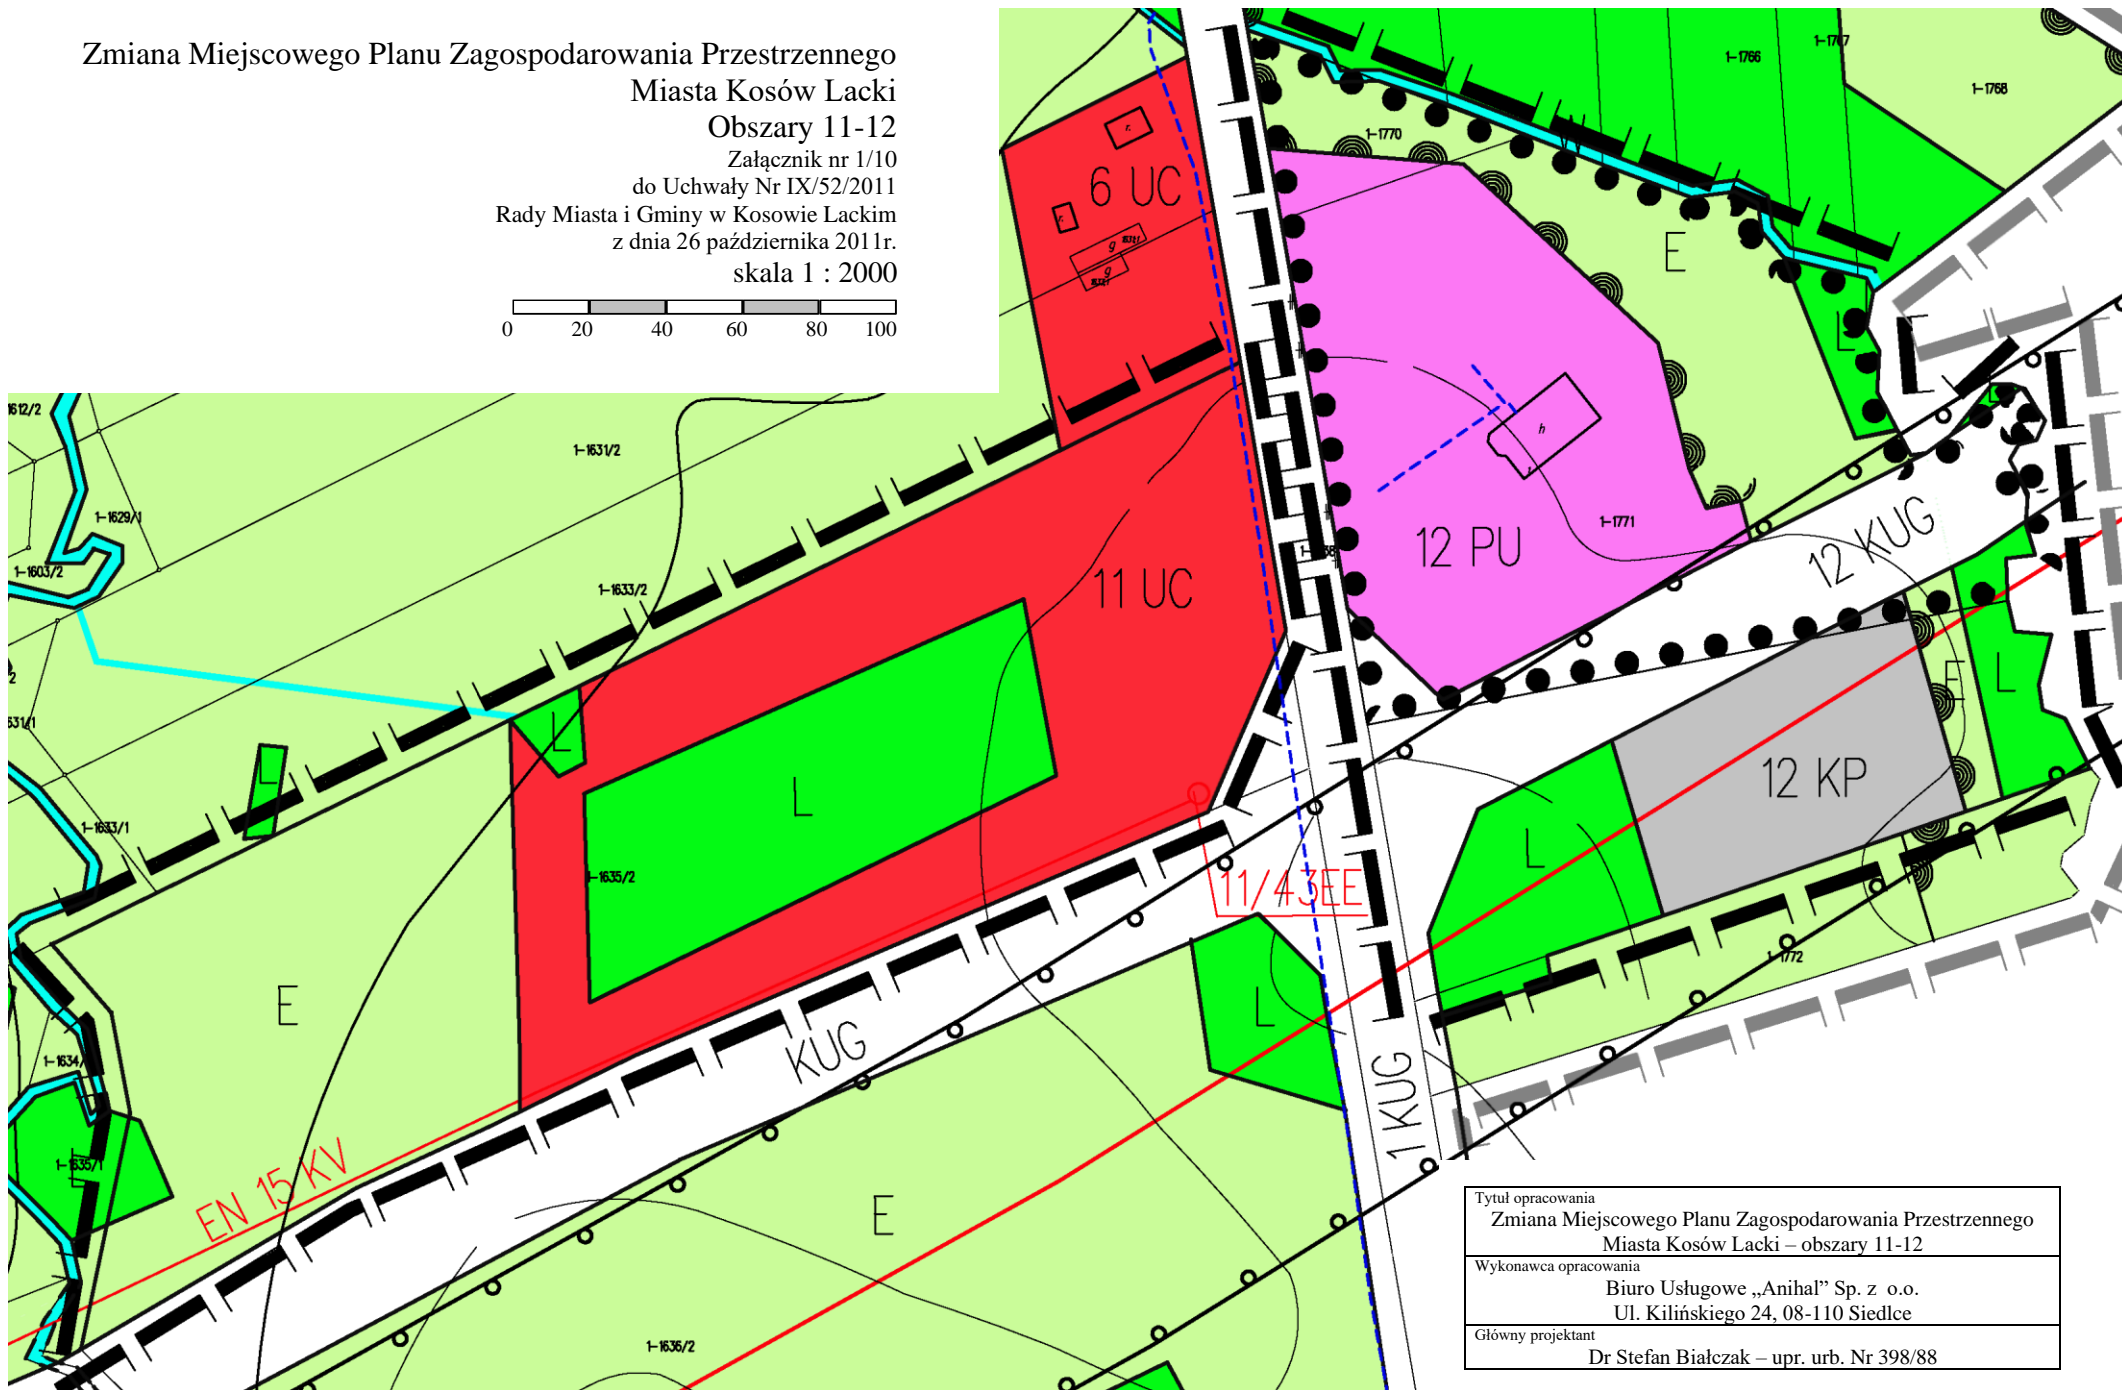 Zmiana Miejscowego Planu Zagospodarowania Przestrzennego
Miasta Kosów Lacki
Obszary 11-12
Załącznik nr 1/10
do Uchwały Nr IX/52/2011
Rady Miasta i Gminy w Kosowie Lackim
z dnia 26 października 2011r.
skala 1 : 2000
0 20 40 60 80 100
1-1766
1-1767
1-1768
1-1770
6 UC
g
g
E
L
1612/2
1-1631/2
1-1629/1
1-1603/2
1-1633/2
h
1-1771
12 PU
12 KUG
11 UC
L
L
L
E
L
12 KP
L
1-1633/1
1-1635/2
11/43EE
L
1-1772
E
KUG
1-1634/
1 KUG
1-1635/1
L
EN 15 KV
E
1-1636/2
Tytuł opracowania
Zmiana Miejscowego Planu Zagospodarowania Przestrzennego
Miasta Kosów Lacki – obszary 11-12
Wykonawca opracowania
Biuro Usługowe „Anihal” Sp. z o.o.
Ul. Kilińskiego 24, 08-110 Siedlce
Główny projektant
Dr Stefan Białczak – upr. urb. Nr 398/88